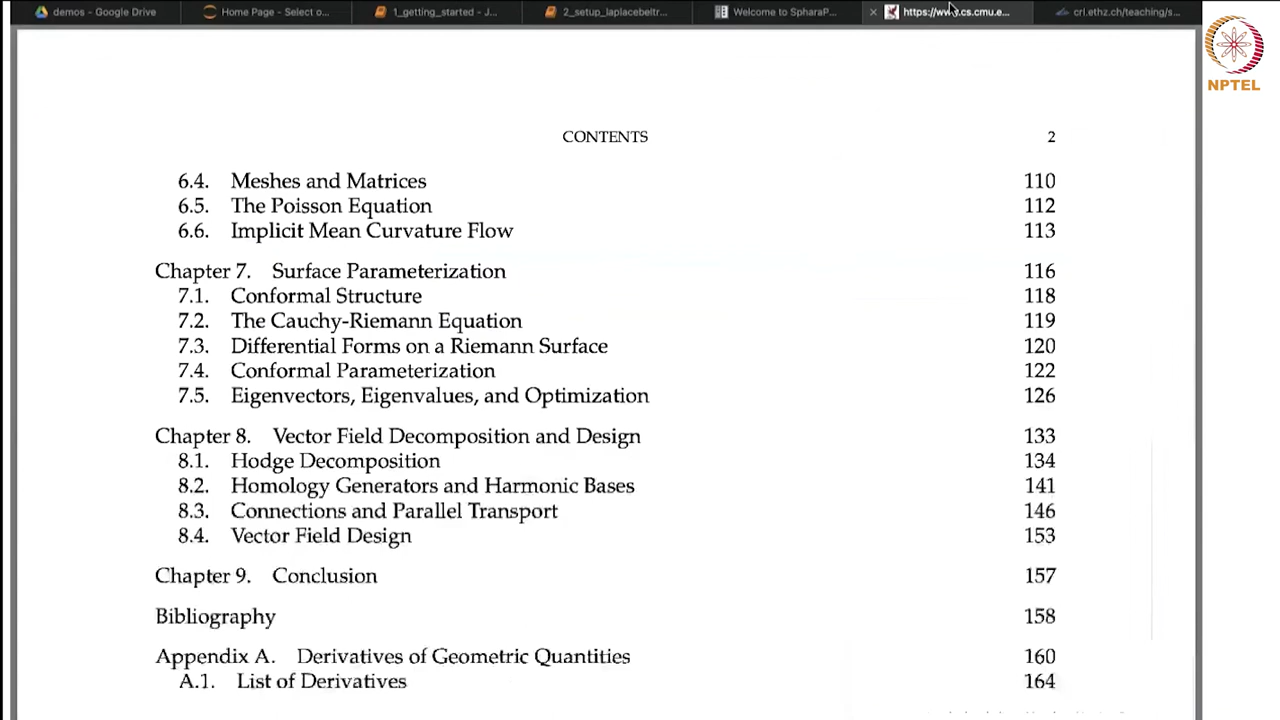 demos - Google Drive
Home Page - Select o...
1_getting_started - J...
2_setup_laplacebeltr...
Welcome to SpharaP...
https://www.cs.cmu.e...
crl.ethz.ch/teaching/s...
NPTEL
CONTENTS 2
6.4. Meshes and Matrices 110
6.5. The Poisson Equation 112
6.6. Implicit Mean Curvature Flow 113
Chapter 7. Surface Parameterization 116
7.1. Conformal Structure 118
7.2. The Cauchy-Riemann Equation 119
7.3. Differential Forms on a Riemann Surface 120
7.4. Conformal Parameterization 122
7.5. Eigenvectors, Eigenvalues, and Optimization 126
Chapter 8. Vector Field Decomposition and Design 133
8.1. Hodge Decomposition 134
8.2. Homology Generators and Harmonic Bases 141
8.3. Connections and Parallel Transport 146
8.4. Vector Field Design 153
Chapter 9. Conclusion 157
Bibliography 158
Appendix A. Derivatives of Geometric Quantities 160
A.1. List of Derivatives 164